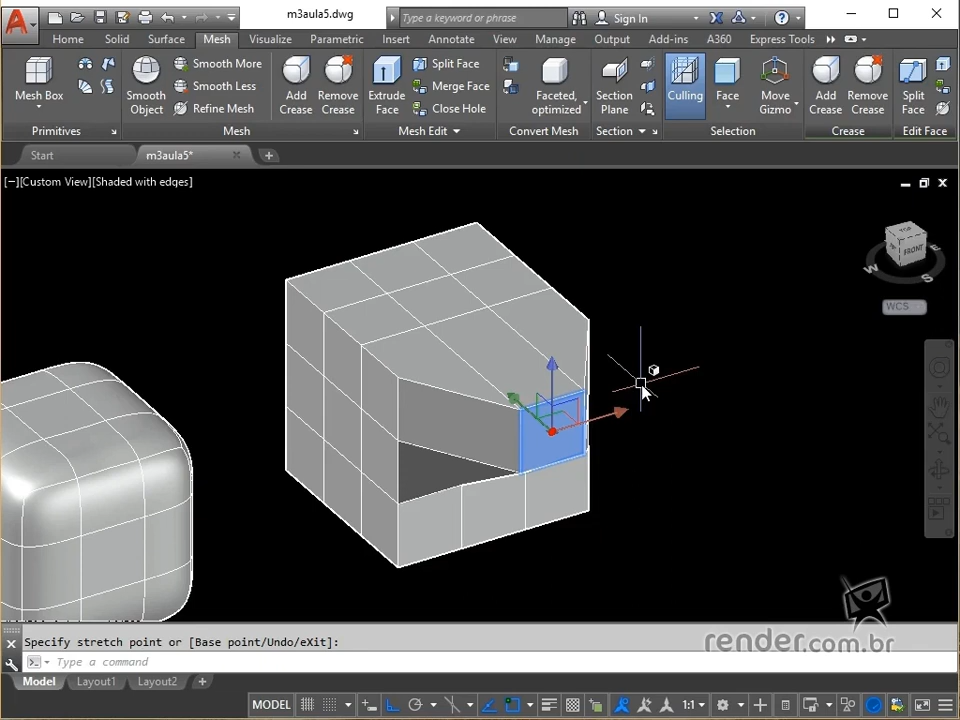 m3aula5.dwg
Type a keyword or phrase
Sign In
Home Solid Surface Mesh Visualize Parametric Insert Annotate View Manage Output Add-ins A360 Express Tools
Mesh Box
Smooth Object
Smooth More
Smooth Less
Refine Mesh
Add Crease
Remove Crease
Extrude Face
Split Face
Merge Face
Close Hole
Faceted, optimized
Section Plane
Culling
Face
Move Gizmo
Add Crease
Remove Crease
Split Face
Primitives Mesh Mesh Edit Convert Mesh Section Selection Crease Edit Face
Start m3aula5*
[−][Custom View][Shaded with edges]
TOP
FRONT
E
W
S
WCS
render.com.br
Specify stretch point or [Base point/Undo/eXit]:
Type a command
Model Layout1 Layout2
MODEL 1:1